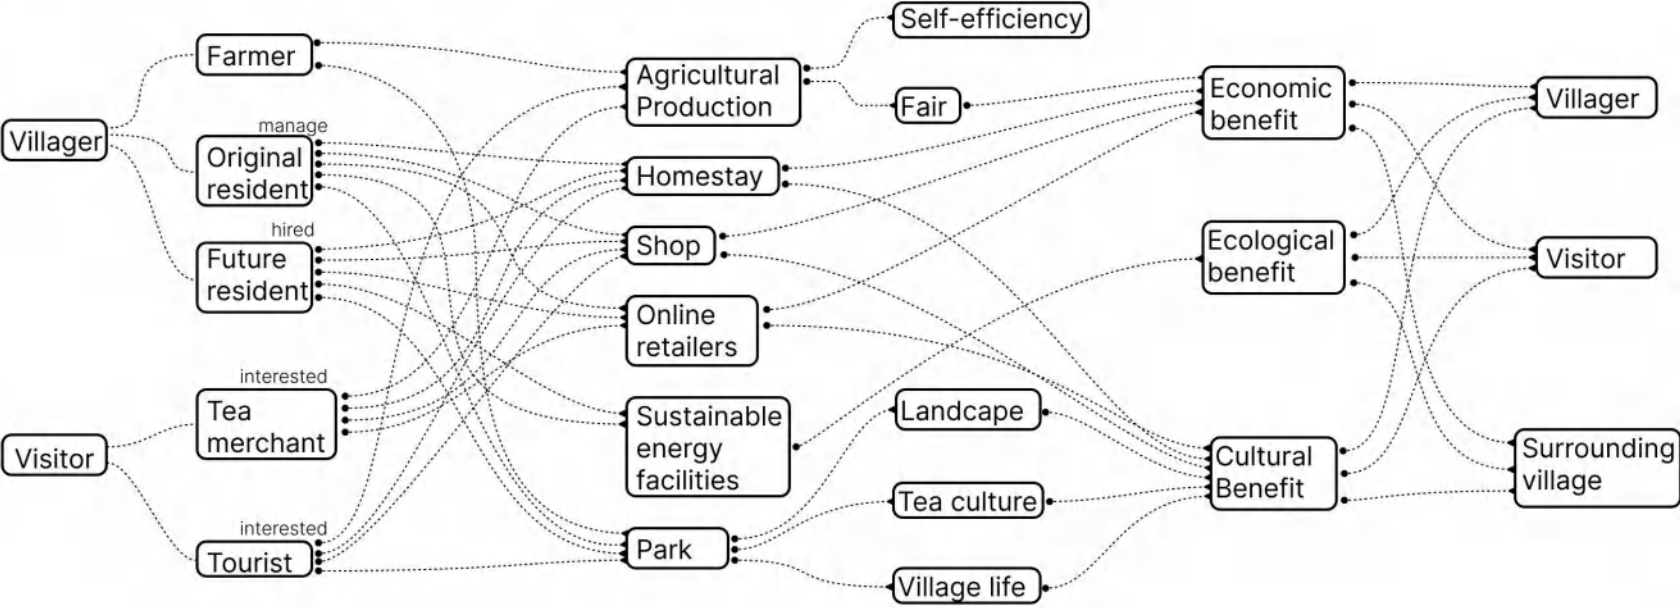 Villager
Visitor
Farmer
manage
Original
resident
hired
Future
resident
interested
Tea
merchant
interested
Tourist
Agricultural
Production
Homestay
Shop
Online
retailers
Sustainable
energy
facilities
Park
Self-efficiency
Fair
Landcape
Tea culture
Village life
Economic
benefit
Ecological
benefit
Cultural
Benefit
Villager
Visitor
Surrounding
village